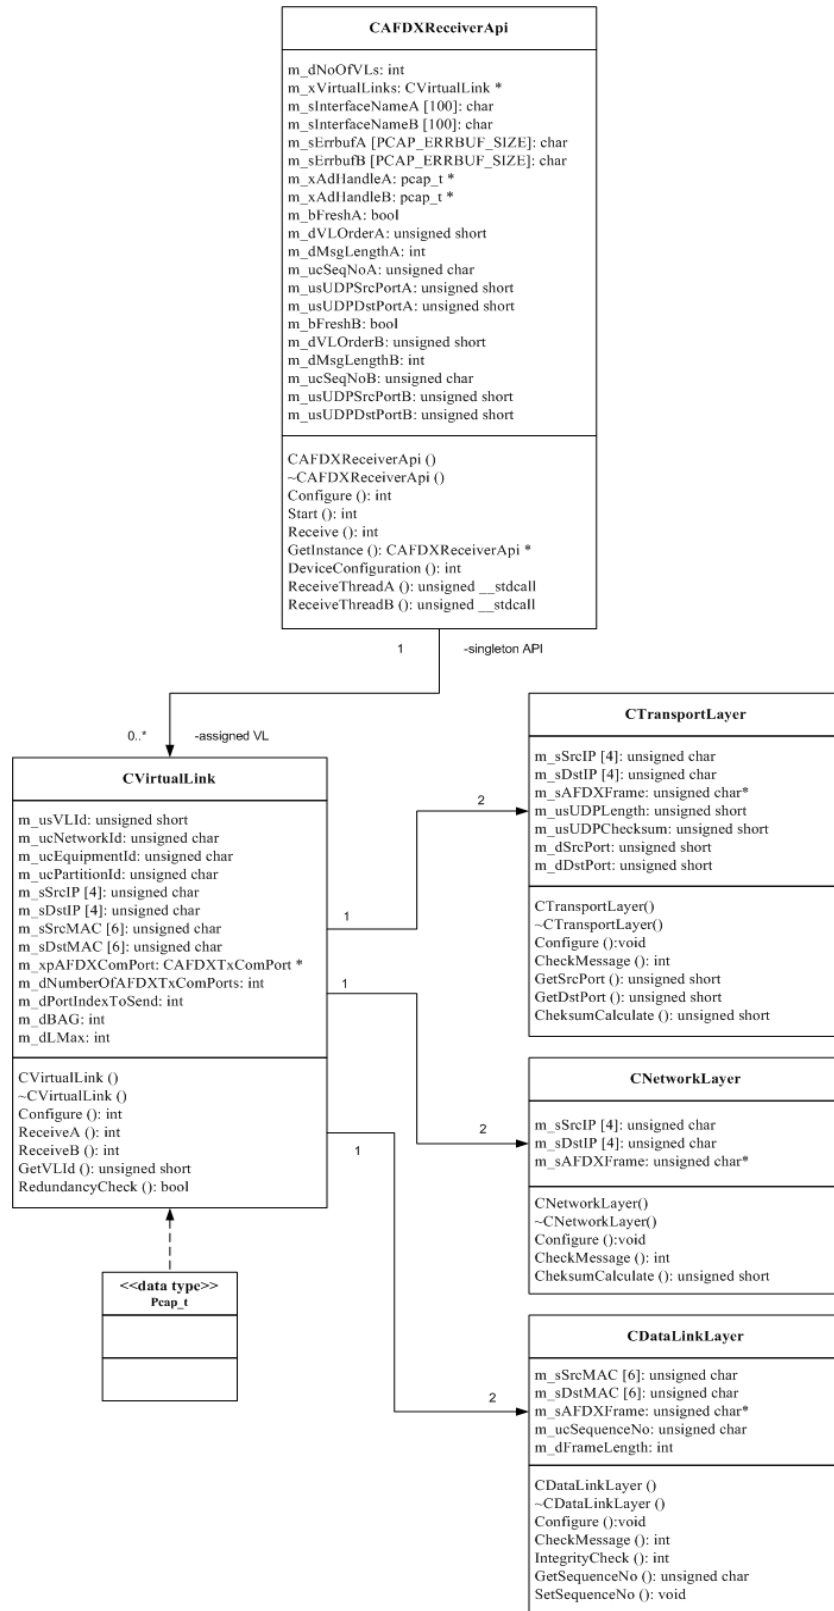 CAFDXReceiverApi
m_dNoOfVLs: int
m_xVirtualLinks: CVirtualLink *
m_sInterfaceNameA [100]: char
m_sInterfaceNameB [100]: char
m_sErrbufA [PCAP_ERRBUF_SIZE]: char
m_sErrbufB [PCAP_ERRBUF_SIZE]: char
m_xAdHandleA: pcap_t *
m_xAdHandleB: pcap_t *
m_bFreshA: bool
m_dVLOrderA: unsigned short
m_dMsgLengthA: int
m_ucSeqNoA: unsigned char
m_usUDPSrcPortA: unsigned short
m_usUDPDstPortA: unsigned short
m_bFreshB: bool
m_dVLOrderB: unsigned short
m_dMsgLengthB: int
m_ucSeqNoB: unsigned char
m_usUDPSrcPortB: unsigned short
m_usUDPDstPortB: unsigned short
CAFDXReceiverApi ()
~CAFDXReceiverApi ()
Configure (): int
Start (): int
Receive (): int
GetInstance (): CAFDXReceiverApi *
DeviceConfiguration (): int
ReceiveThreadA (): unsigned __stdcall
ReceiveThreadB (): unsigned __stdcall
1
-singleton API
0..*
-assigned VL
CVirtualLink
m_usVLId: unsigned short
m_ucNetworkId: unsigned char
m_ucEquipmentId: unsigned char
m_ucPartitionId: unsigned char
m_sSrcIP [4]: unsigned char
m_sDstIP [4]: unsigned char
m_sSrcMAC [6]: unsigned char
m_sDstMAC [6]: unsigned char
m_xpAFDXComPort: CAFDXTxComPort *
m_dNumberOfAFDXTxComPorts: int
m_dPortIndexToSend: int
m_dBAG: int
m_dLMax: int
CVirtualLink ()
~CVirtualLink ()
Configure (): int
ReceiveA (): int
ReceiveB (): int
GetVLId (): unsigned short
RedundancyCheck (): bool
<<data type>>
Pcap_t
1
2
1
2
1
2
CTransportLayer
m_sSrcIP [4]: unsigned char
m_sDstIP [4]: unsigned char
m_sAFDXFrame: unsigned char*
m_usUDPLength: unsigned short
m_usUDPChecksum: unsigned short
m_dSrcPort: unsigned short
m_dDstPort: unsigned short
CTransportLayer()
~CTransportLayer()
Configure ():void
CheckMessage (): int
GetSrcPort (): unsigned short
GetDstPort (): unsigned short
CheksumCalculate (): unsigned short
CNetworkLayer
m_sSrcIP [4]: unsigned char
m_sDstIP [4]: unsigned char
m_sAFDXFrame: unsigned char*
CNetworkLayer()
~CNetworkLayer()
Configure ():void
CheckMessage (): int
CheksumCalculate (): unsigned short
CDataLinkLayer
m_sSrcMAC [6]: unsigned char
m_sDstMAC [6]: unsigned char
m_sAFDXFrame: unsigned char*
m_ucSequenceNo: unsigned char
m_dFrameLength: int
CDataLinkLayer ()
~CDataLinkLayer ()
Configure ():void
CheckMessage (): int
IntegrityCheck (): int
GetSequenceNo (): unsigned char
SetSequenceNo (): void